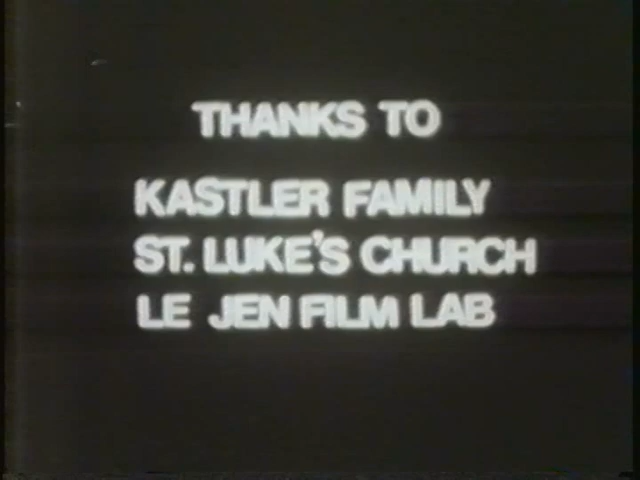 THANKS TO
KASTLER FAMILY
ST. LUKE'S CHURCH
LE JEN FILM LAB